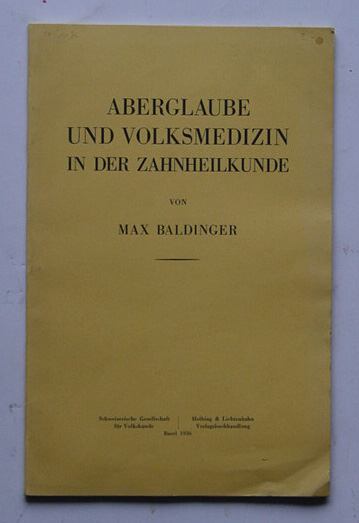 ABERGLAUBE
UND VOLKSMEDIZIN
IN DER ZAHNHEILKUNDE
VON
MAX BALDINGER
Schweizerische Gesellschaft
für Volkskunde
Helbing & Lichtenhahn
Verlagsbuchhandlung
Basel 1936